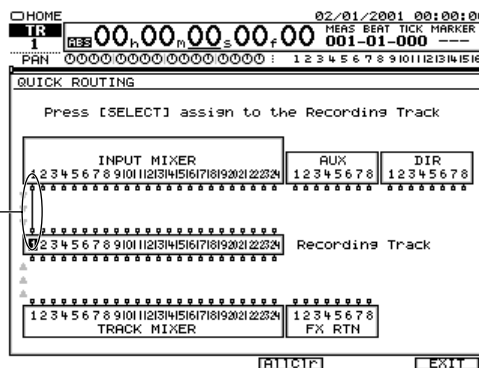 HOME 02/01/2001 00:00:00
TR 1 ABS 00h00m00s00f00 MEAS BEAT TICK MARKER
001-01-000 ---
PAN 1 2 3 4 5 6 7 8 9 10 11 12 13 14 15 16
QUICK ROUTING
Press [SELECT] assign to the Recording Track
INPUT MIXER AUX DIR
1 2 3 4 5 6 7 8 9 10 11 12 13 14 15 16 17 18 19 20 21 22 23 24 1 2 3 4 5 6 7 8 1 2 3 4 5 6 7 8
1 2 3 4 5 6 7 8 9 10 11 12 13 14 15 16 17 18 19 20 21 22 23 24 Recording Track
1 2 3 4 5 6 7 8 9 10 11 12 13 14 15 16 17 18 19 20 21 22 23 24 1 2 3 4 5 6 7 8
TRACK MIXER FX RTN
AllClr EXIT